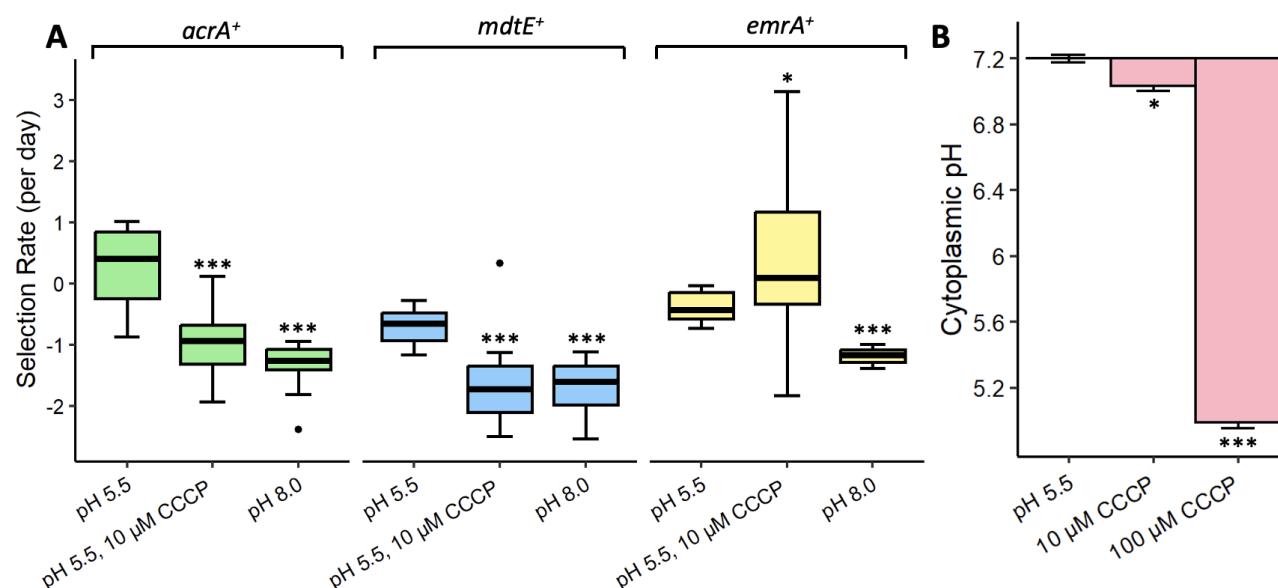 A
acrA+
mdtE+
emrA+
Selection Rate (per day)
3
2
1
0
-1
-2
***
***
***
***
*
***
pH 5.5
pH 5.5, 10 µM CCCP
pH 8.0
pH 5.5
pH 5.5, 10 µM CCCP
pH 8.0
pH 5.5
pH 5.5, 10 µM CCCP
pH 8.0
B
Cytoplasmic pH
7.2
6.8
6.4
6
5.6
5.2
*
***
pH 5.5
10 µM CCCP
100 µM CCCP